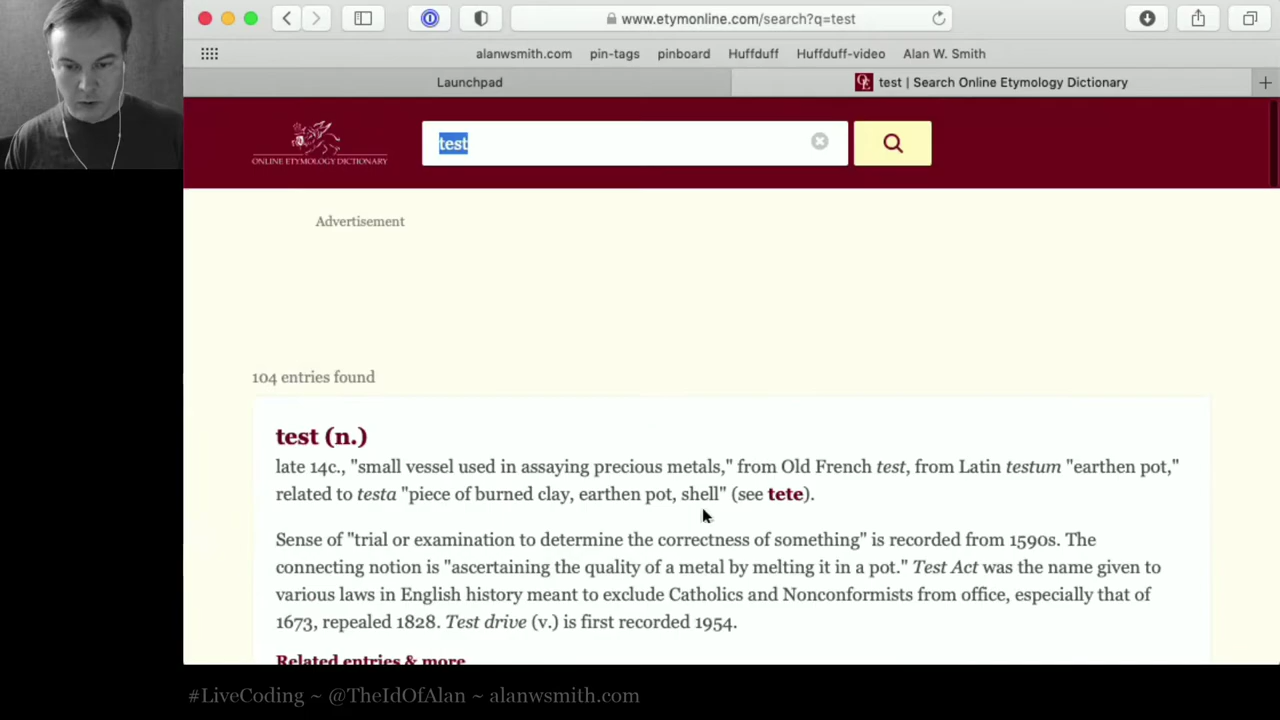 www.etymonline.com/search?q=test
alanwsmith.com pin-tags pinboard Huffduff Huffduff-video Alan W. Smith
Launchpad
OE
test | Search Online Etymology Dictionary
ONLINE ETYMOLOGY DICTIONARY
test
Advertisement
104 entries found
test (n.)
late 14c., "small vessel used in assaying precious metals," from Old French test, from Latin testum "earthen pot,"
related to testa "piece of burned clay, earthen pot, shell" (see tete).
Sense of "trial or examination to determine the correctness of something" is recorded from 1590s. The
connecting notion is "ascertaining the quality of a metal by melting it in a pot." Test Act was the name given to
various laws in English history meant to exclude Catholics and Nonconformists from office, especially that of
1673, repealed 1828. Test drive (v.) is first recorded 1954.
Related entries & more
#LiveCoding ~ @TheIdOfAlan ~ alanwsmith.com